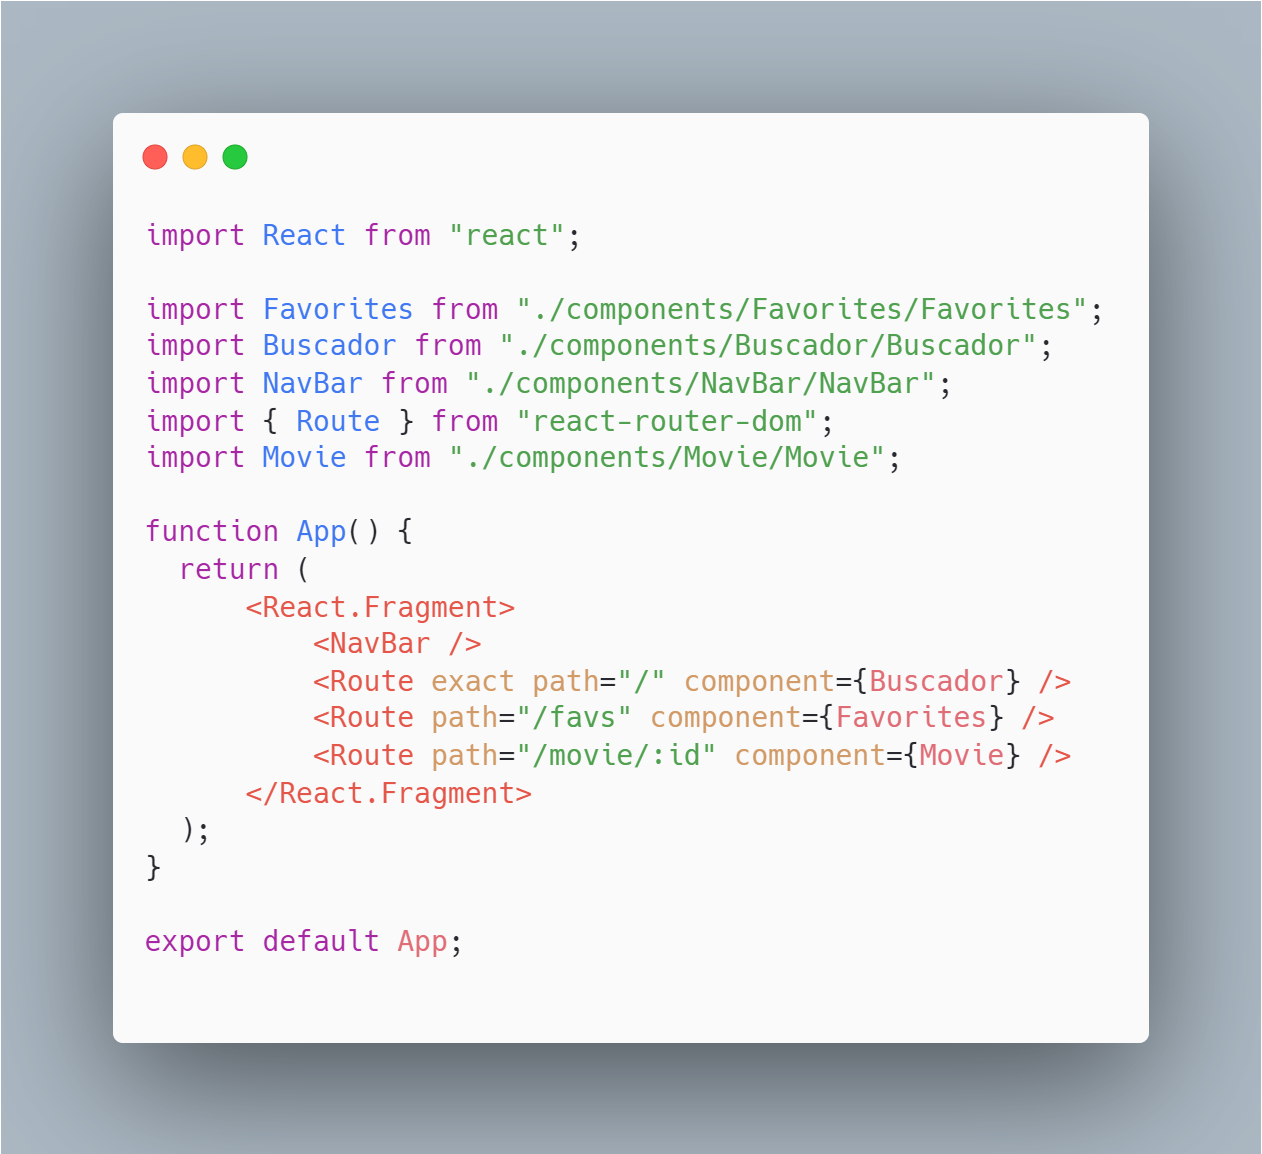 import React from "react";

import Favorites from "./components/Favorites/Favorites";
import Buscador from "./components/Buscador/Buscador";
import NavBar from "./components/NavBar/NavBar";
import { Route } from "react-router-dom";
import Movie from "./components/Movie/Movie";

function App() {
  return (
      <React.Fragment>
          <NavBar />
          <Route exact path="/" component={Buscador} />
          <Route path="/favs" component={Favorites} />
          <Route path="/movie/:id" component={Movie} />
      </React.Fragment>
  );
}

export default App;